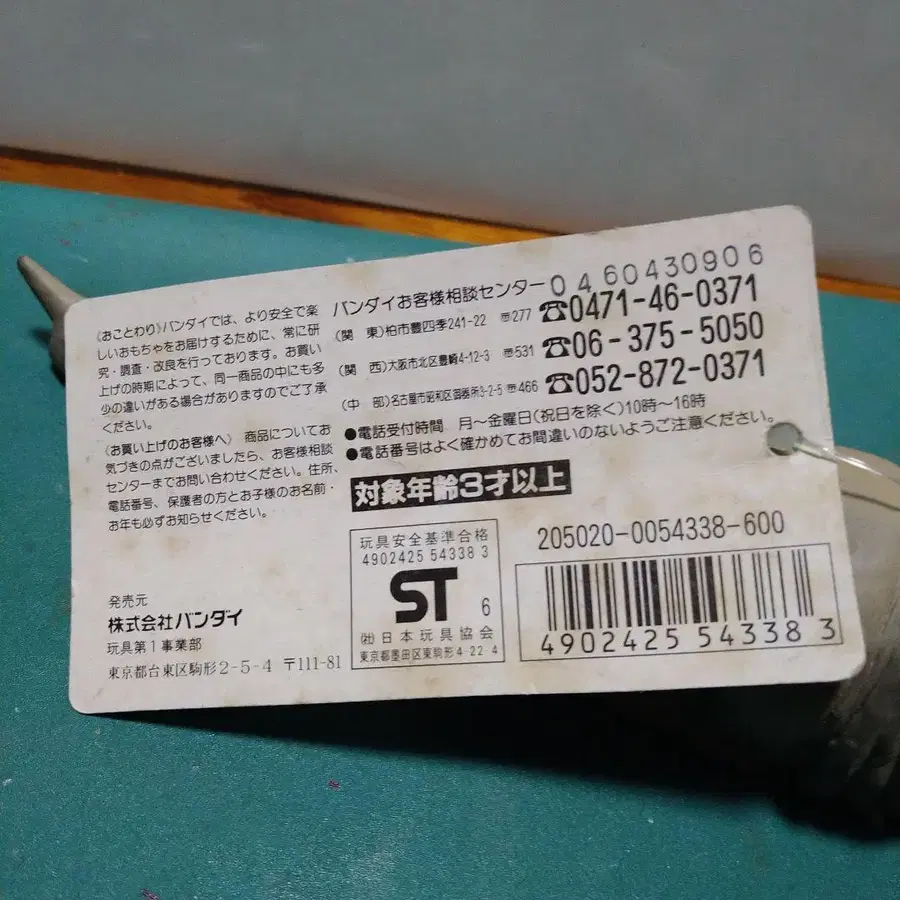 《おことわり》バンダイでは、より安全で楽
しいおもちゃをお届けするために、常に研
究・調査・改良を行っております。お買い
上げの時期によって、同一商品の中にも多
少の違いがある場合がありますのでご了承
ください。
《お買い上げのお客様へ》 商品についてお
気づきの点がございましたら、お客様相談
センターまでお問い合わせください。住所、
電話番号、保護者の方とお子様のお名前・
お年も必ずお知らせください。
発売元
株式会社バンダイ
玩具第1事業部
東京都台東区駒形2-5-4 〒111-81
0460430906
バンダイお客様相談センター
(関 東)柏市豊四季241-22 〒277 ☎0471-46-0371
(関 西)大阪市北区豊崎4-12-3 〒531 ☎06-375-5050
(中 部)名古屋市昭和区御器所3-2-5 〒466 ☎052-872-0371
●電話受付時間 月〜金曜日(祝日を除く)10時〜16時
●電話番号はよく確かめてお間違いのないようご注意ください。
対象年齢3才以上
玩具安全基準合格
4902425 54338 3
ST 6
㈳日本玩具協会
東京都墨田区東駒形4-22 4
205020-0054338-600
4902425 543383